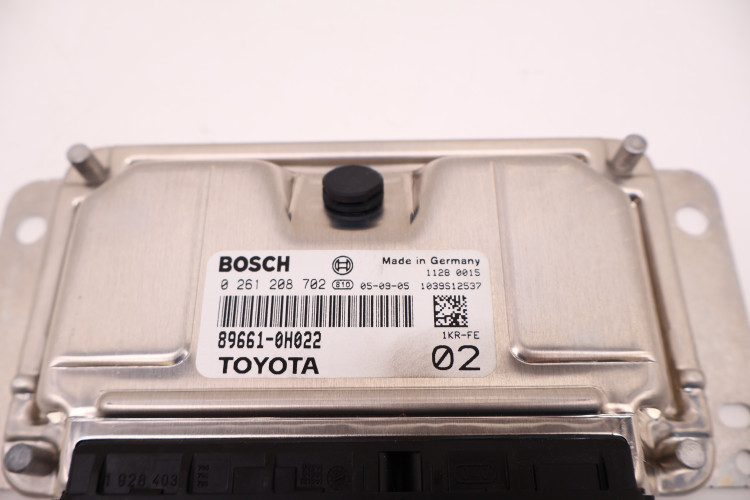 BOSCH Made in Germany
1128 0015
0 261 208 702 810 05-09-05 1039S12537
89661-0H022 1KR-FE
TOYOTA 02
1 928 403